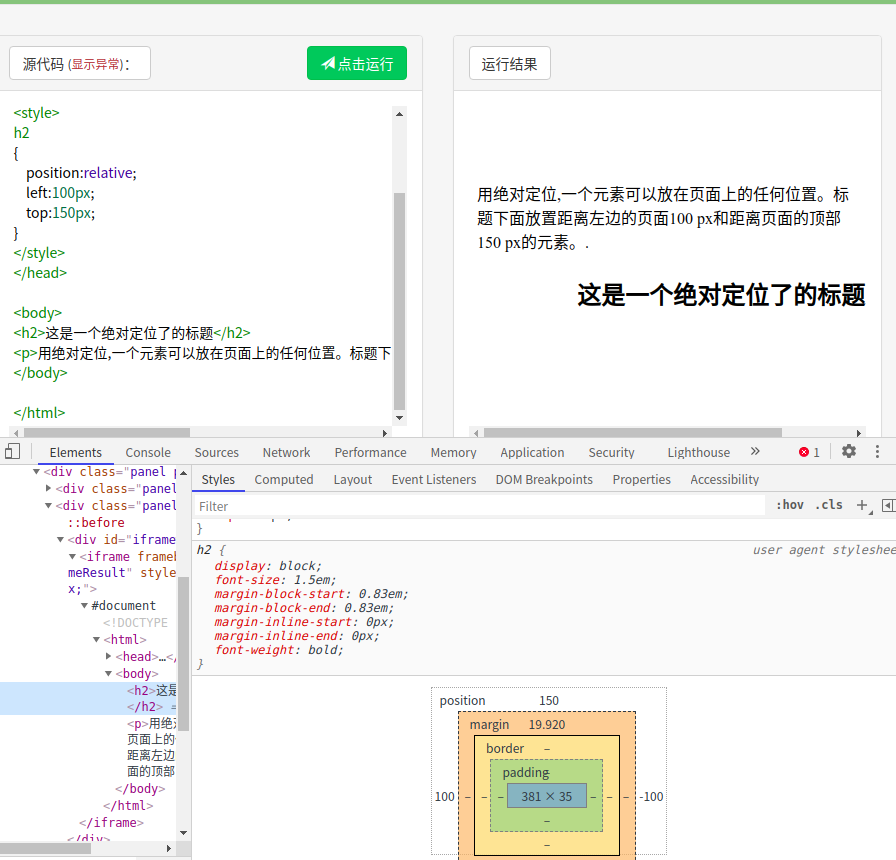 源代码 (显示异常)：
点击运行
<style>
h2
{
position:relative;
left:100px;
top:150px;
}
</style>
</head>
<body>
<h2>这是一个绝对定位了的标题</h2>
<p>用绝对定位,一个元素可以放在页面上的任何位置。标题下
</body>
</html>
运行结果
用绝对定位,一个元素可以放在页面上的任何位置。标
题下面放置距离左边的页面100 px和距离页面的顶部
150 px的元素。.
这是一个绝对定位了的标题
Elements Console Sources Network Performance Memory Application Security Lighthouse » 1
<div class="panel p
<div class="panel
<div class="panel
::before
<div id="iframe
<iframe frameb
meResult" style
x;">
#document
<!DOCTYPE
<html>
<head>…</
<body>
<h2>这是
</h2> =
<p>用绝
页面上的
距离左边
面的顶部
</body>
</html>
</iframe>
</div>
Styles Computed Layout Event Listeners DOM Breakpoints Properties Accessibility
Filter :hov .cls +
}
h2 { user agent styleshee
display: block;
font-size: 1.5em;
margin-block-start: 0.83em;
margin-block-end: 0.83em;
margin-inline-start: 0px;
margin-inline-end: 0px;
font-weight: bold;
}
position 150
margin 19.920
border –
padding -
100 – – – 381 × 35 – – – -100
–
–